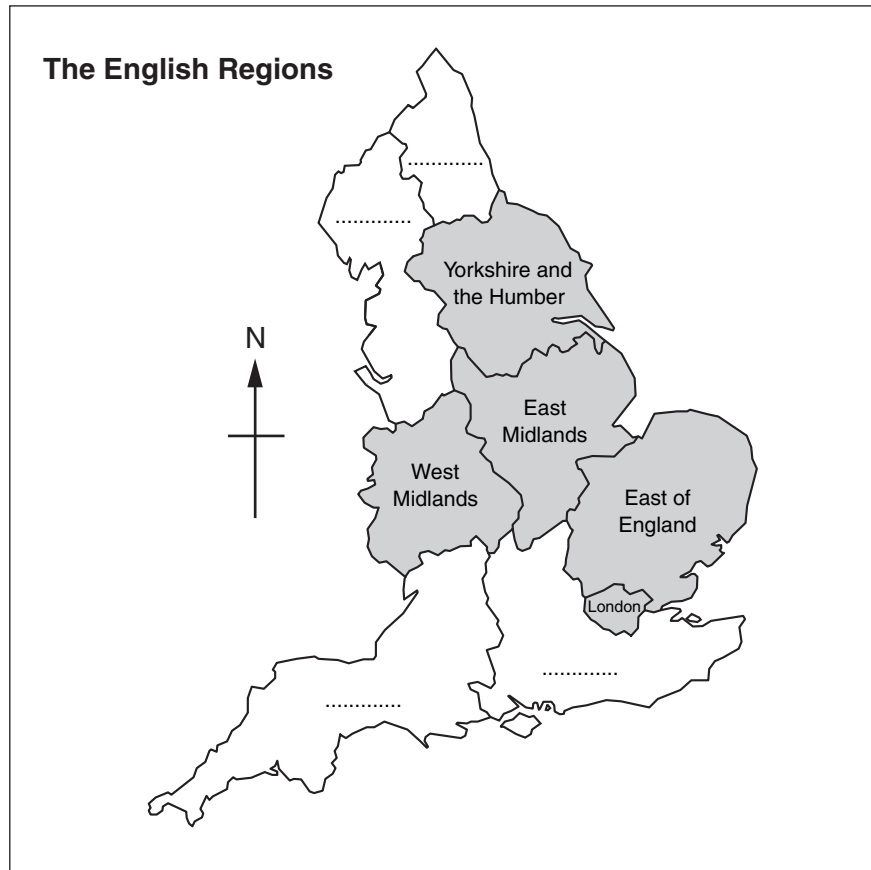 The English Regions
.............
.............
Yorkshire and
the Humber
N
East
Midlands
West
Midlands
East of
England
London
.............
.............